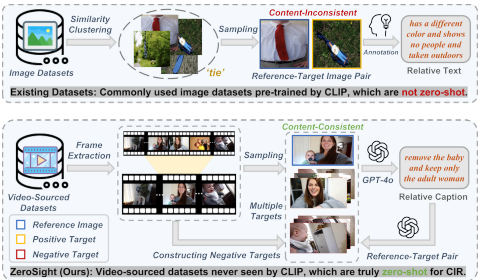 Similarity
Clustering
Sampling
Content-Inconsistent
Annotation
has a different
color and shows
no people and
taken outdoors
Image Datasets
'tie'
Reference-Target Image Pair
Relative Text
Existing Datasets: Commonly used image datasets pre-trained by CLIP, which are not zero-shot.
Frame
Extraction
Content-Consistent
Sampling
GPT-4o
remove the baby
and keep only
the adult woman
Video-Sourced
Datasets
Multiple
Targets
Relative Caption
Reference Image
Positive Target
Negative Target
Constructing Negative Targets
Reference-Target Pair
ZeroSight (Ours): Video-sourced datasets never seen by CLIP, which are truly zero-shot for CIR.